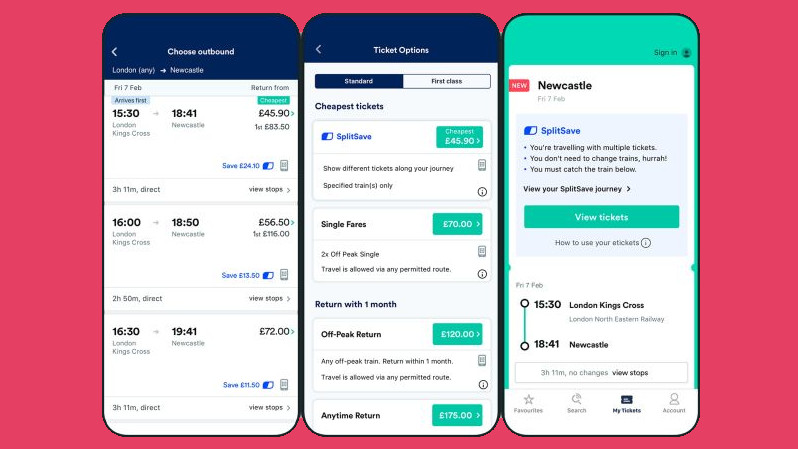 Choose outbound
London (any) → Newcastle
Fri 7 Feb Return from
Arrives first Cheapest
15:30 → 18:41 £45.90
London Newcastle 1st £83.50
Kings Cross
Save £24.10
3h 11m, direct view stops
16:00 → 18:50 £56.50
London Newcastle 1st £116.00
Kings Cross
Save £13.50
2h 50m, direct view stops
16:30 → 19:41 £72.00
London Newcastle
Kings Cross
Save £11.50
3h 11m, direct view stops
Ticket Options
Standard First class
Cheapest tickets
SplitSave Cheapest
£45.90
Show different tickets along your journey
Specified train(s) only
Single Fares £70.00
2x Off Peak Single
Travel is allowed via any permitted route.
Return with 1 month
Off-Peak Return £120.00
Any off-peak train. Return within 1 month.
Travel is allowed via any permitted route.
Anytime Return £175.00
Sign in
NEW Newcastle
Fri 7 Feb
SplitSave
• You're travelling with multiple tickets.
• You don't need to change trains, hurrah!
• You must catch the train below.
View your SplitSave journey
View tickets
How to use your etickets
Fri 7 Feb
15:30 London Kings Cross
London North Eastern Railway
18:41 Newcastle
3h 11m, no changes view stops
Favourites Search My Tickets Account